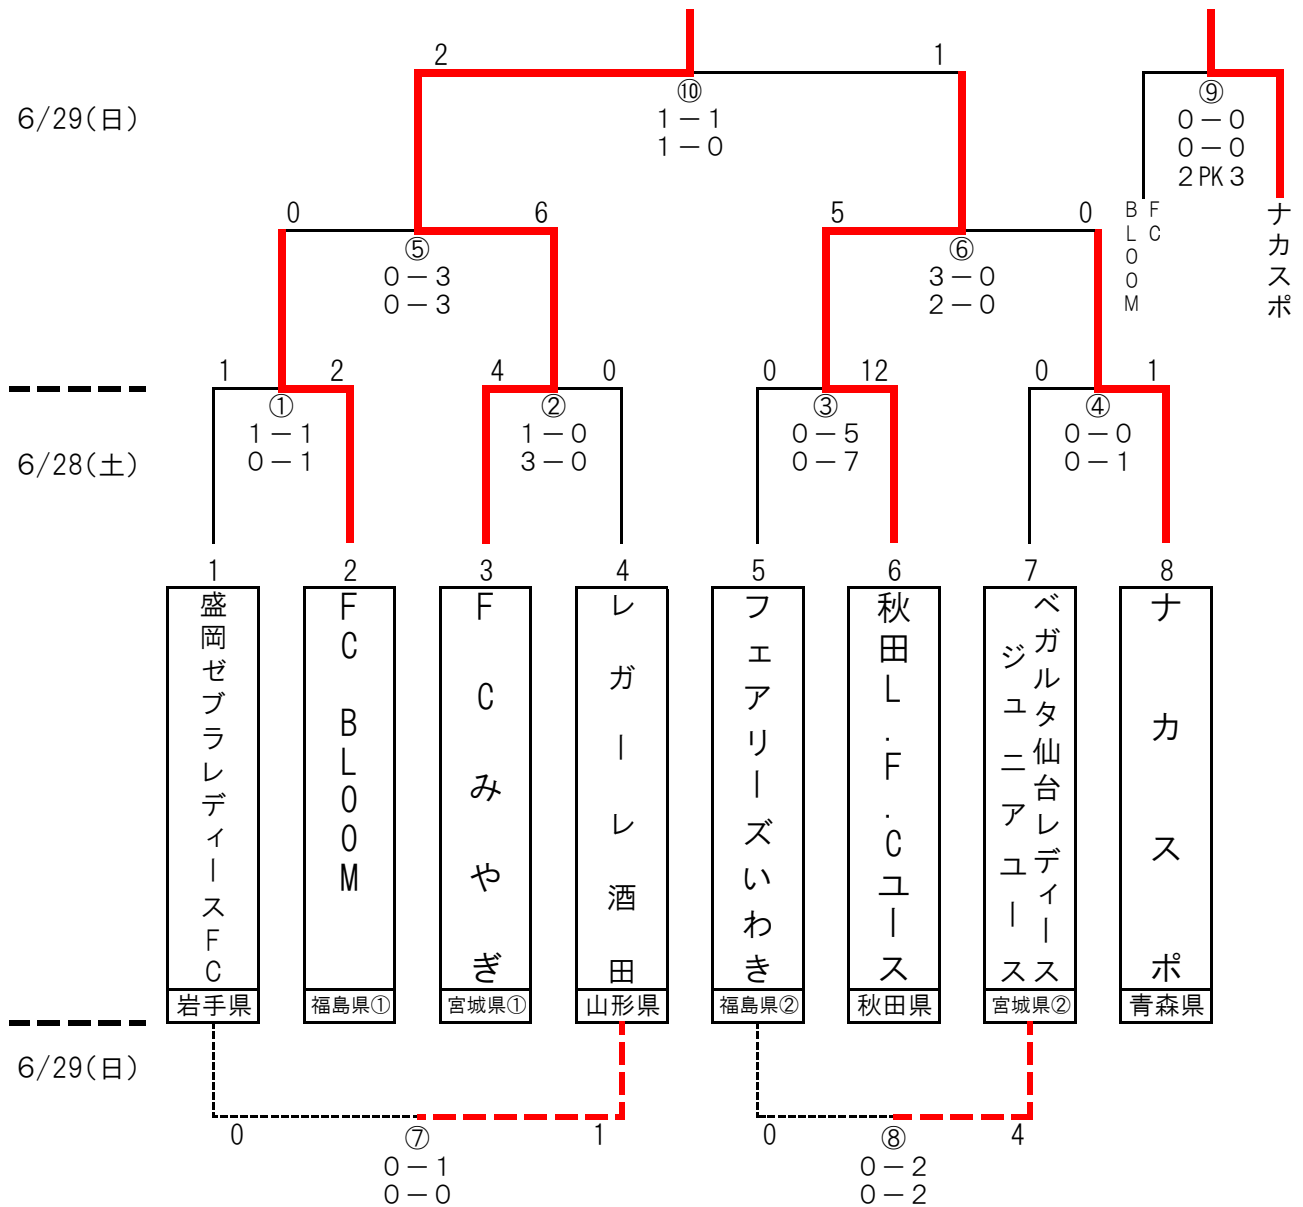 2
1
6/29(日)
⑩
1－1
1－0
⑨
0－0
0－0
2PK3
FC
BLOOM
ナカスポ
0
6
5
0
⑤
0－3
0－3
⑥
3－0
2－0
1
2
4
0
0
12
0
1
①
1－1
0－1
②
1－0
3－0
③
0－5
0－7
④
0－0
0－1
6/28(土)
1
2
3
4
5
6
7
8
盛岡ゼブラレディースFC
FC BLOOM
FCみやぎ
レガーレ酒田
フェアリーズいわき
秋田L.F.Cユース
ベガルタ仙台レディース
ジュニアユース
ナカスポ
岩手県
福島県①
宮城県①
山形県
福島県②
秋田県
宮城県②
青森県
6/29(日)
0
1
0
4
⑦
0－1
0－0
⑧
0－2
0－2